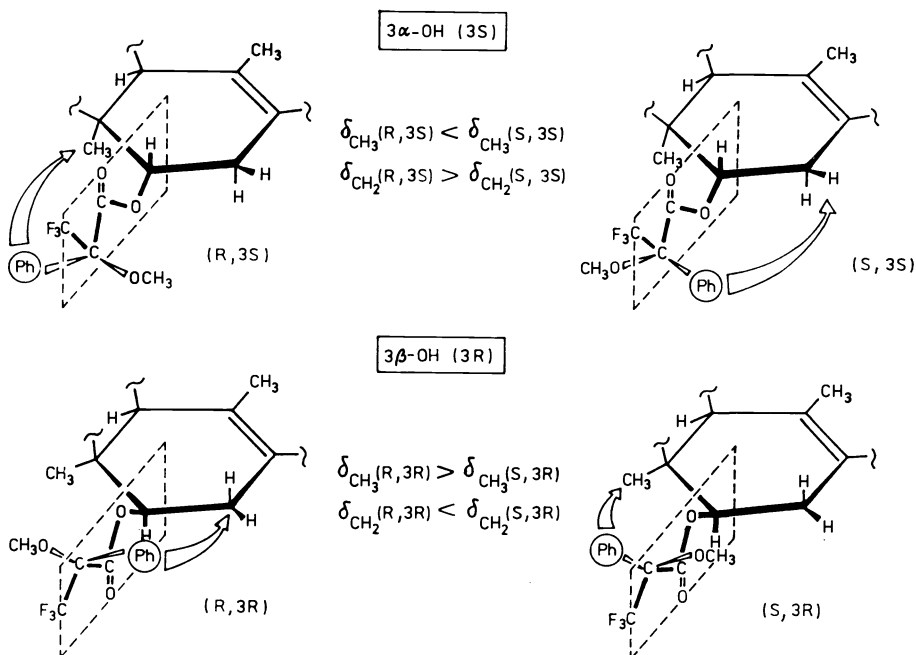 3α-OH (3S)
CH₃
H
CH₃
H
H
H
O
C
O
F₃C
C
Ph
OCH₃
(R,3S)
δCH₃(R,3S) < δCH₃(S,3S)
δCH₂(R,3S) > δCH₂(S,3S)
CH₃
H
CH₃
H
H
H
O
C
O
F₃C
C
CH₃O
Ph
(S,3S)
3β-OH (3R)
CH₃
H
CH₃
H
H
H
O
CH₃O
C
Ph
C
O
F₃C
(R,3R)
δCH₃(R,3R) > δCH₃(S,3R)
δCH₂(R,3R) < δCH₂(S,3R)
CH₃
H
CH₃
H
H
H
O
Ph
OCH₃
C
C
O
F₃C
(S,3R)